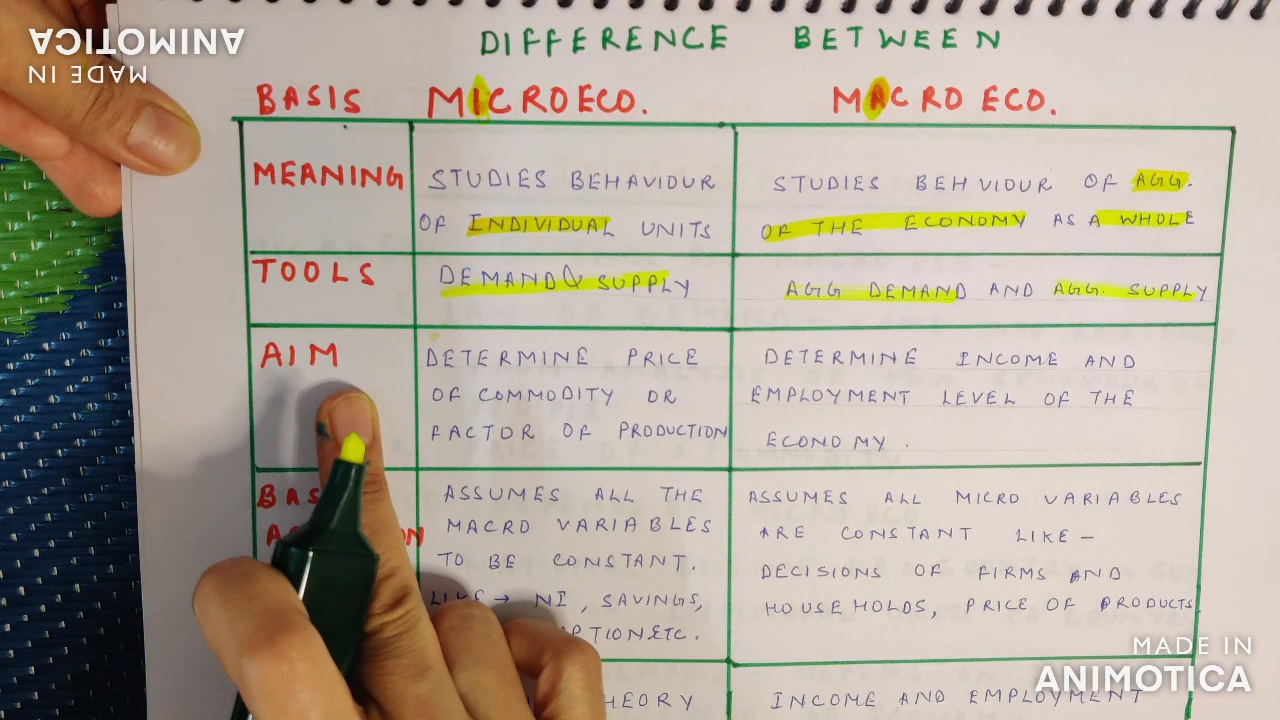 MADE IN
ANIMOTICA
DIFFERENCE BETWEEN
BASIS MICROECO. MACRO ECO.
MEANING
STUDIES BEHAVIOUR
OF INDIVIDUAL UNITS
STUDIES BEHVIOUR OF AGG.
OF THE ECONOMY AS A WHOLE
TOOLS
DEMAND & SUPPLY
AGG DEMAND AND AGG. SUPPLY
AIM
DETERMINE PRICE
OF COMMODITY OR
FACTOR OF PRODUCTION
DETERMINE INCOME AND
EMPLOYMENT LEVEL OF THE
ECONOMY.
ASSUMES ALL THE
MACRO VARIABLES
TO BE CONSTANT.
LIKE → NI, SAVINGS,
ETC.
ASSUMES ALL MICRO VARIABLES
ARE CONSTANT LIKE —
DECISIONS OF FIRMS AND
HOUSEHOLDS, PRICE OF PRODUCTS
THEORY
INCOME AND EMPLOYMENT
MADE IN
ANIMOTICA